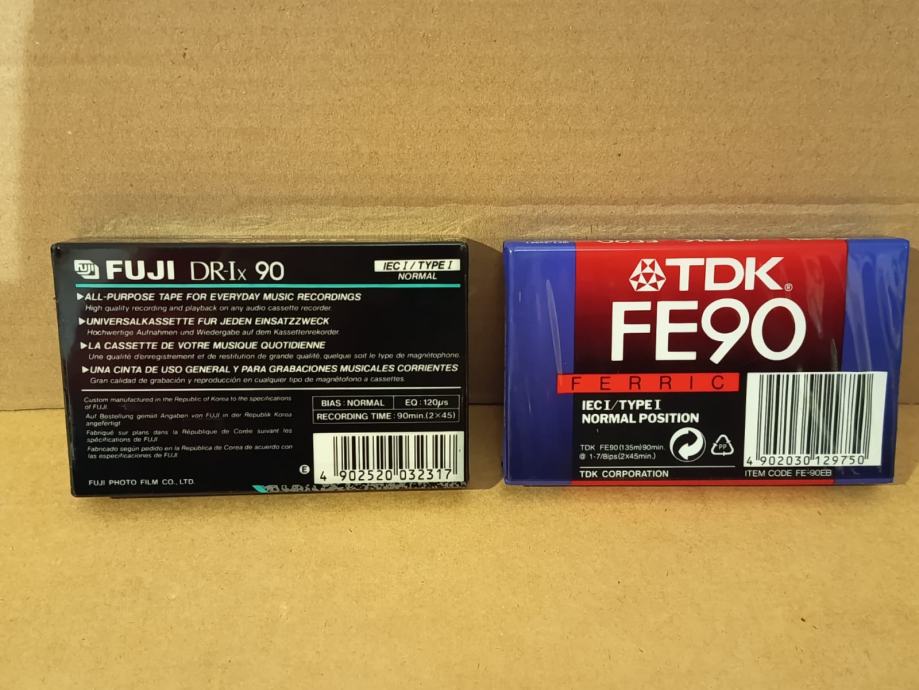 FUJI FUJI DR-Ix 90
IEC I / TYPE I
NORMAL
▶ALL-PURPOSE TAPE FOR EVERYDAY MUSIC RECORDINGS
High quality recording and playback on any audio cassette recorder.
▶UNIVERSALKASSETTE FUR JEDEN EINSATZZWECK
Hochwertige Aufnahmen und Wiedergabe auf dem Kassettenrekorder.
▶LA CASSETTE DE VOTRE MUSIQUE QUOTIDIENNE
Une qualité d'enregistrement et de restitution de grande qualité, quelque soit le type de magnétophone.
▶UNA CINTA DE USO GENERAL Y PARA GRABACIONES MUSICALES CORRIENTES
Gran calidad de grabación y reproducción en cualquier tipo de magnetófono a cassettes.
Custom manufactured in the Republic of Korea to the specifications
of FUJI.
Auf Bestellung gemäß Angaben von FUJI in der Republik Korea
angefertigt
Fabriqué sur plans dans la République de Corée suivant les
spécifications de FUJI
Fabricado según pedido en la Republica de Corea de acuerdo con
las especificaciones de FUJI
BIAS : NORMAL EQ : 120μs
RECORDING TIME : 90min.(2×45)
E
4 902520 032317
FUJI PHOTO FILM CO., LTD.
TDK®
FE90
FERRIC
IEC I/TYPE I
NORMAL POSITION
TDK FE90(135m)90min.
@ 1-7/8ips(2×45min.)
PP
TDK CORPORATION
4 902030 129750
ITEM CODE FE-90EB